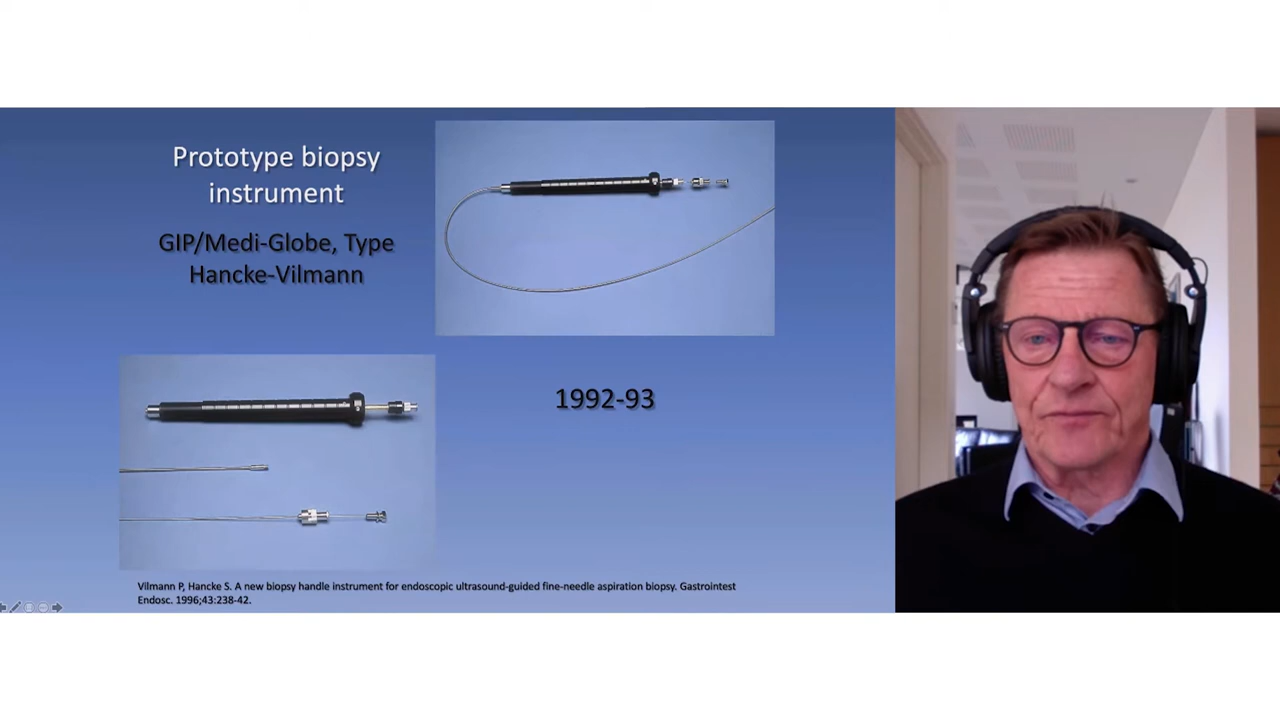 Prototype biopsy
instrument
GIP/Medi-Globe, Type
Hancke-Vilmann
1992-93
Vilmann P, Hancke S. A new biopsy handle instrument for endoscopic ultrasound-guided fine-needle aspiration biopsy. Gastrointest
Endosc. 1996;43:238-42.